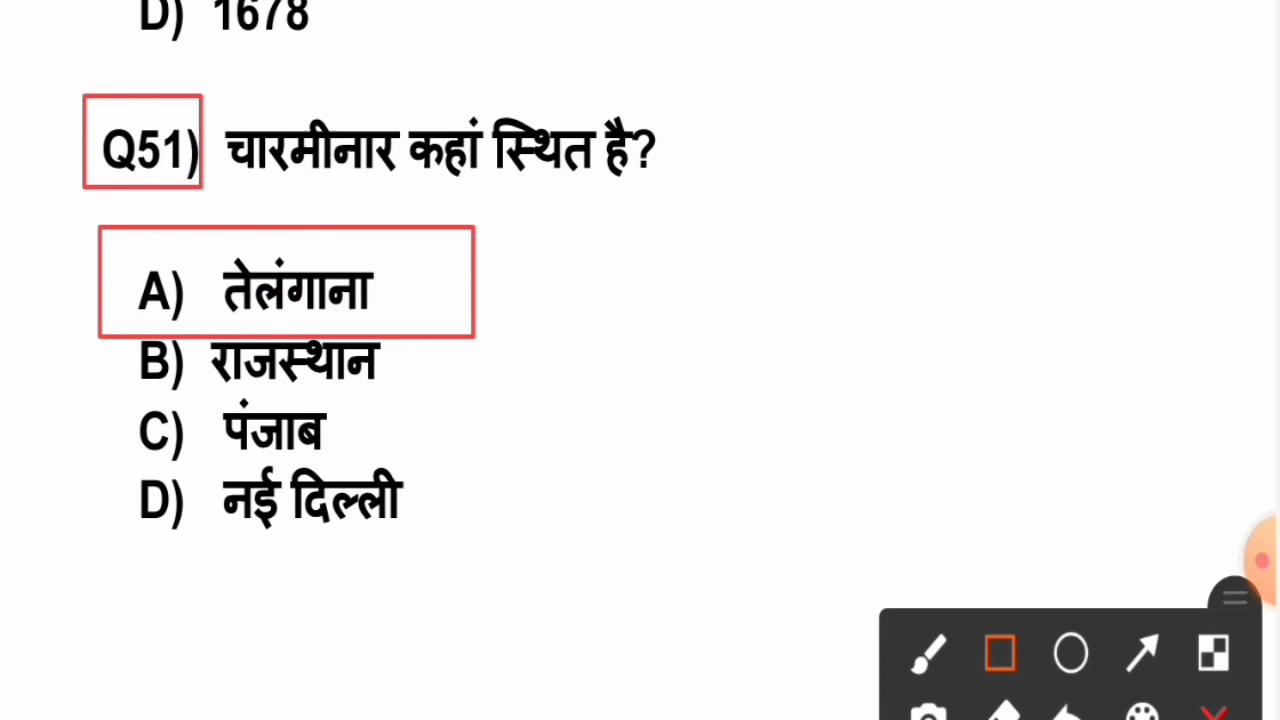 D) 1678
Q51) चारमीनार कहां स्थित है?
A) तेलंगाना
B) राजस्थान
C) पंजाब
D) नई दिल्ली